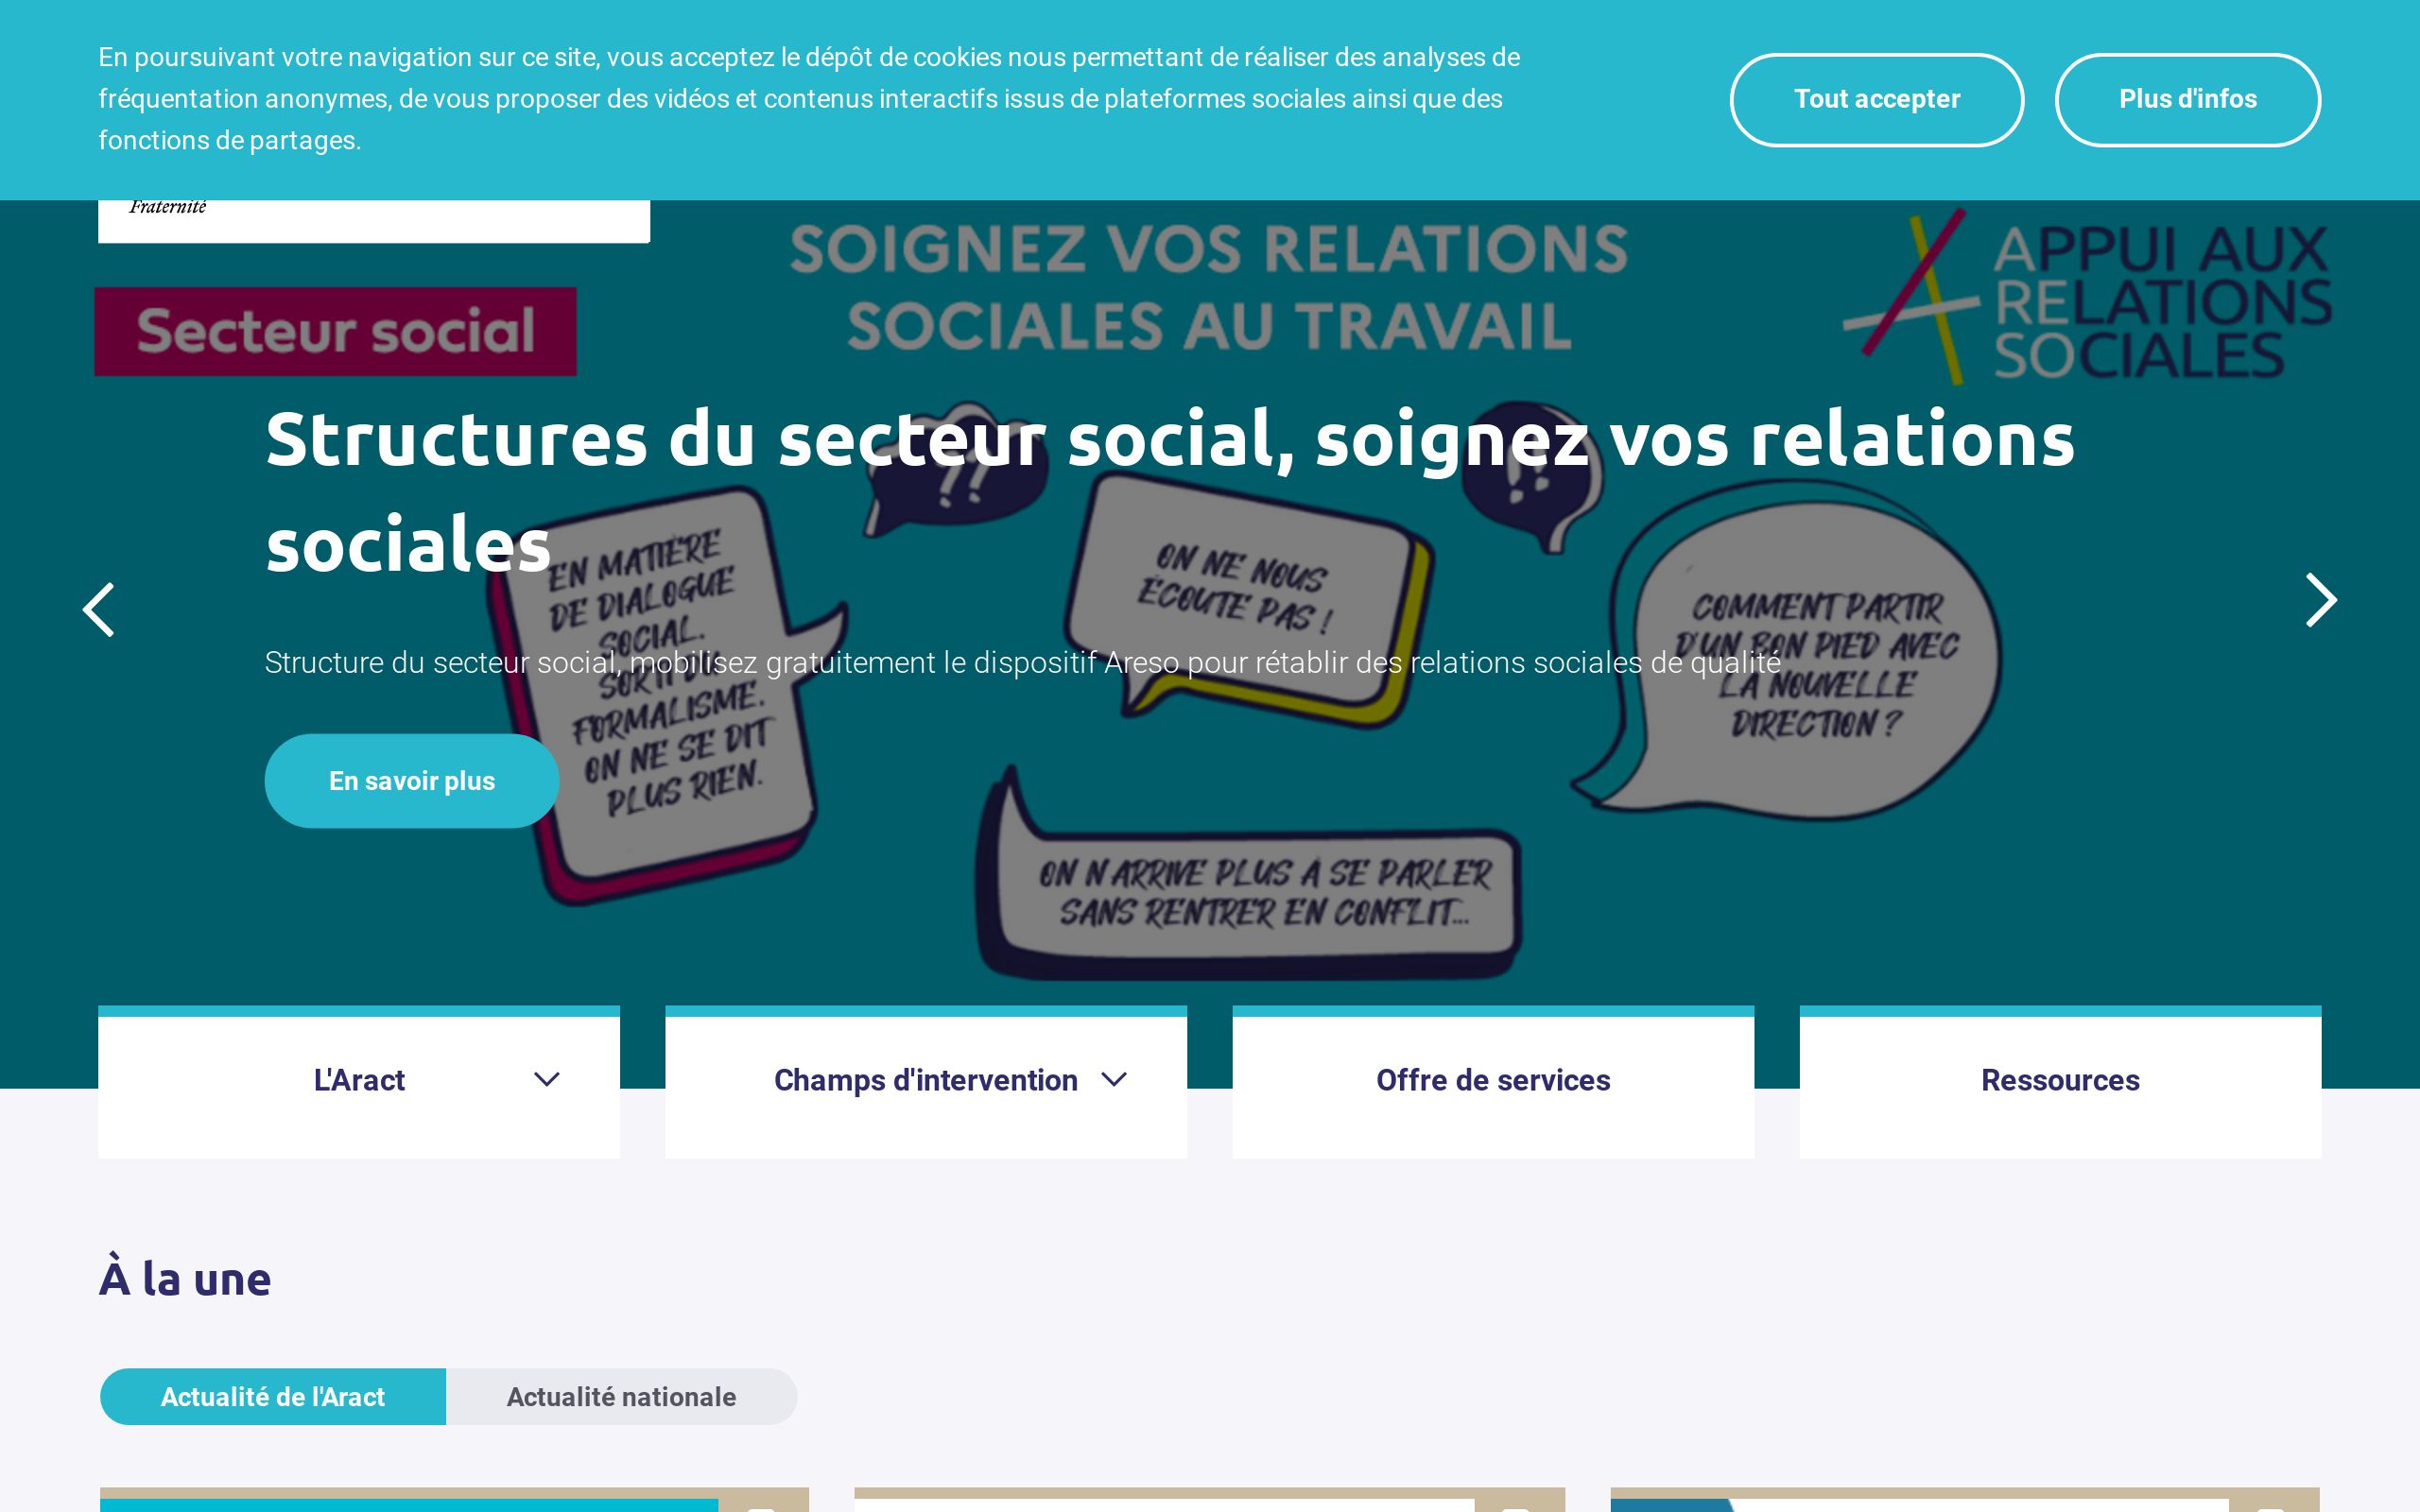 En poursuivant votre navigation sur ce site, vous acceptez le dépôt de cookies nous permettant de réaliser des analyses de
fréquentation anonymes, de vous proposer des vidéos et contenus interactifs issus de plateformes sociales ainsi que des
fonctions de partages.
Tout accepter
Plus d'infos
Fraternité
SOIGNEZ VOS RELATIONS
SOCIALES AU TRAVAIL
APPUI AUX
RELATIONS
SOCIALES
Secteur social
Structures du secteur social, soignez vos relations
sociales
??
!!
EN MATIÈRE
DE DIALOGUE
SOCIAL.
SORTI DU
FORMALISME.
ON NE SE DIT
PLUS RIEN.
ON NE NOUS
ÉCOUTE PAS !
COMMENT PARTIR
D'UN BON PIED AVEC
LA NOUVELLE
DIRECTION ?
Structure du secteur social, mobilisez gratuitement le dispositif Areso pour rétablir des relations sociales de qualité
En savoir plus
ON N'ARRIVE PLUS À SE PARLER
SANS RENTRER EN CONFLIT...
L'Aract
Champs d'intervention
Offre de services
Ressources
À la une
Actualité de l'Aract
Actualité nationale